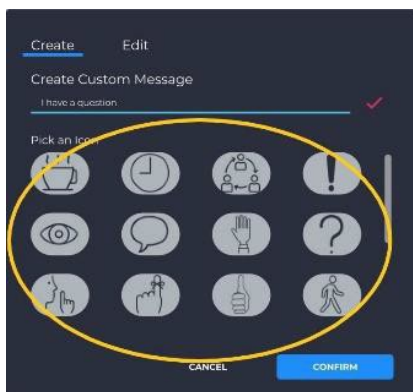 Create Edit
Create Custom Message
I have a question
Pick an Icon
CANCEL CONFIRM